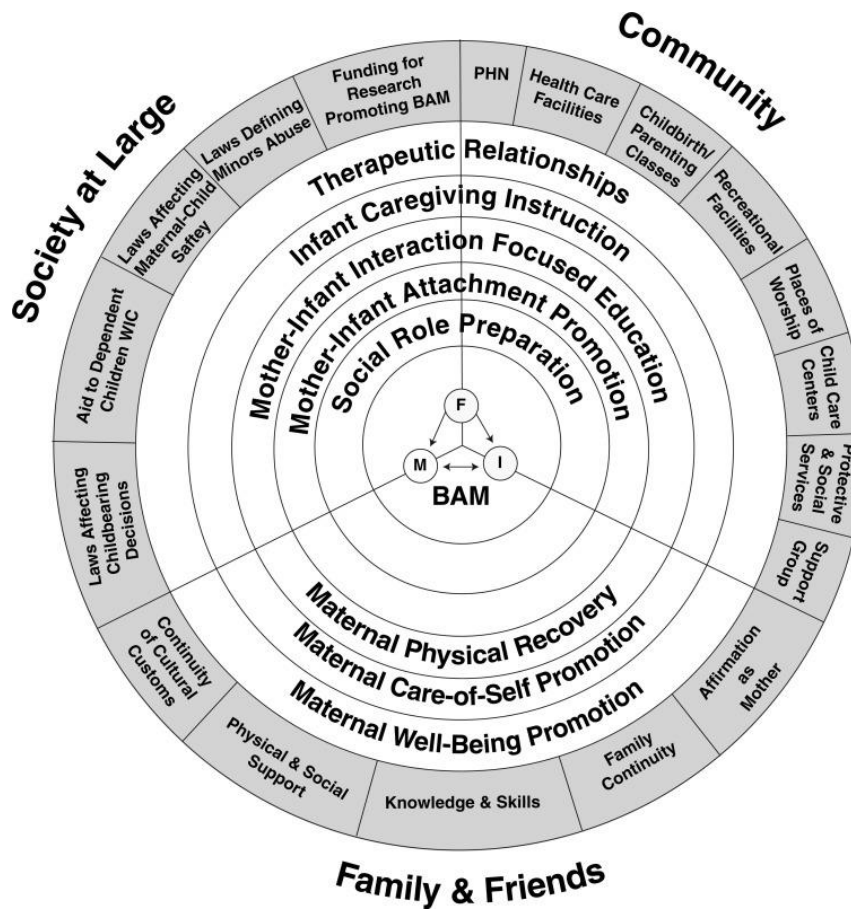 Society at Large
Community
Family & Friends
Funding for
Research
Promoting BAM
PHN
Health Care
Facilities
Childbirth/
Parenting
Classes
Recreational
Facilities
Places of
Worship
Child Care
Centers
Protective
& Social
Services
Support
Group
Affirmation
as
Mother
Family
Continuity
Knowledge & Skills
Physical & Social
Support
Continuity
of Cultural
Customs
Laws Affecting
Childbearing
Decisions
Aid to Dependent
Children WIC
Laws Affecting
Maternal-Child
Saftey
Laws Defining
Minors Abuse
Therapeutic Relationships
Infant Caregiving Instruction
Mother-Infant Interaction Focused Education
Mother-Infant Attachment Promotion
Social Role Preparation
F
M
I
BAM
Maternal Physical Recovery
Maternal Care-of-Self Promotion
Maternal Well-Being Promotion